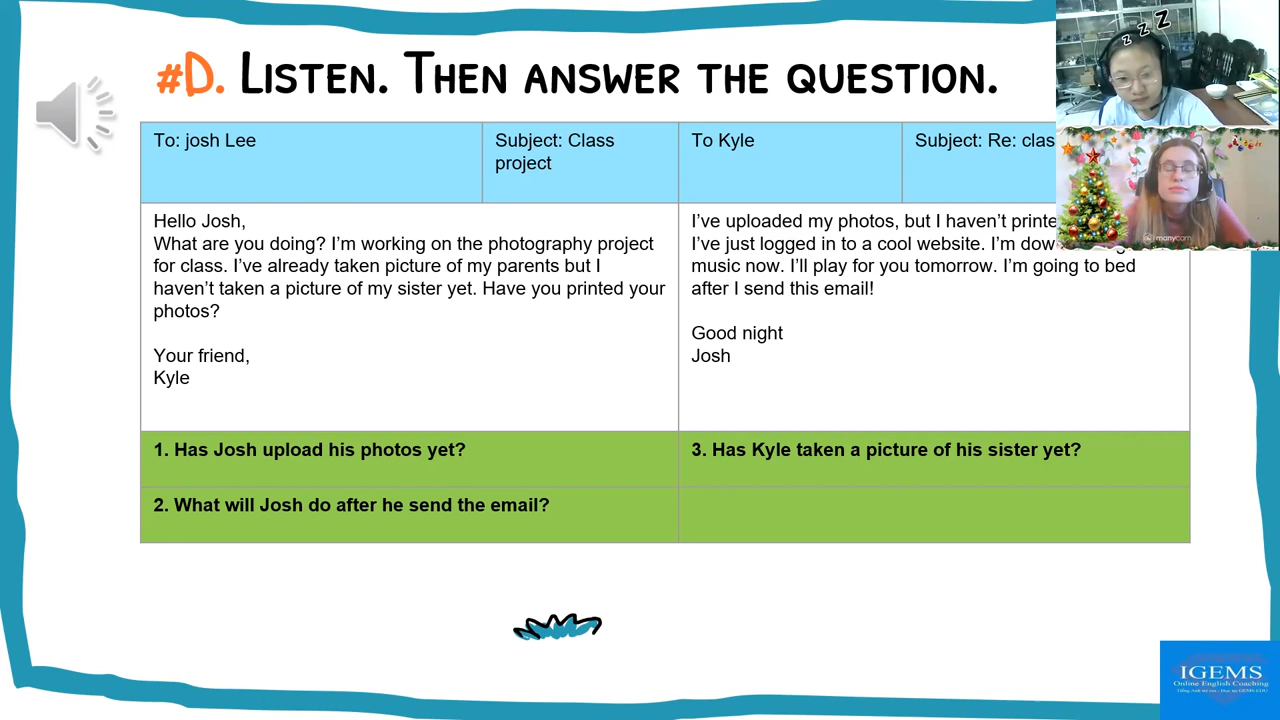 #D. LISTEN. THEN ANSWER THE QUESTION.
To: josh Lee
Subject: Class
project
To Kyle
Subject: Re:
Hello Josh,
What are you doing? I'm working on the photography project
for class. I've already taken picture of my parents but I
haven't taken a picture of my sister yet. Have you printed your
photos?
Your friend,
Kyle
I've uploaded my photos, but I haven't
I've just logged in to a cool website. I'm
music now. I'll play for you tomorrow. I'm going to bed
after I send this email!
Good night
Josh
1. Has Josh upload his photos yet?
3. Has Kyle taken a picture of his sister yet?
2. What will Josh do after he send the email?
z z Z
manycam
IGEMS
Online English Coaching